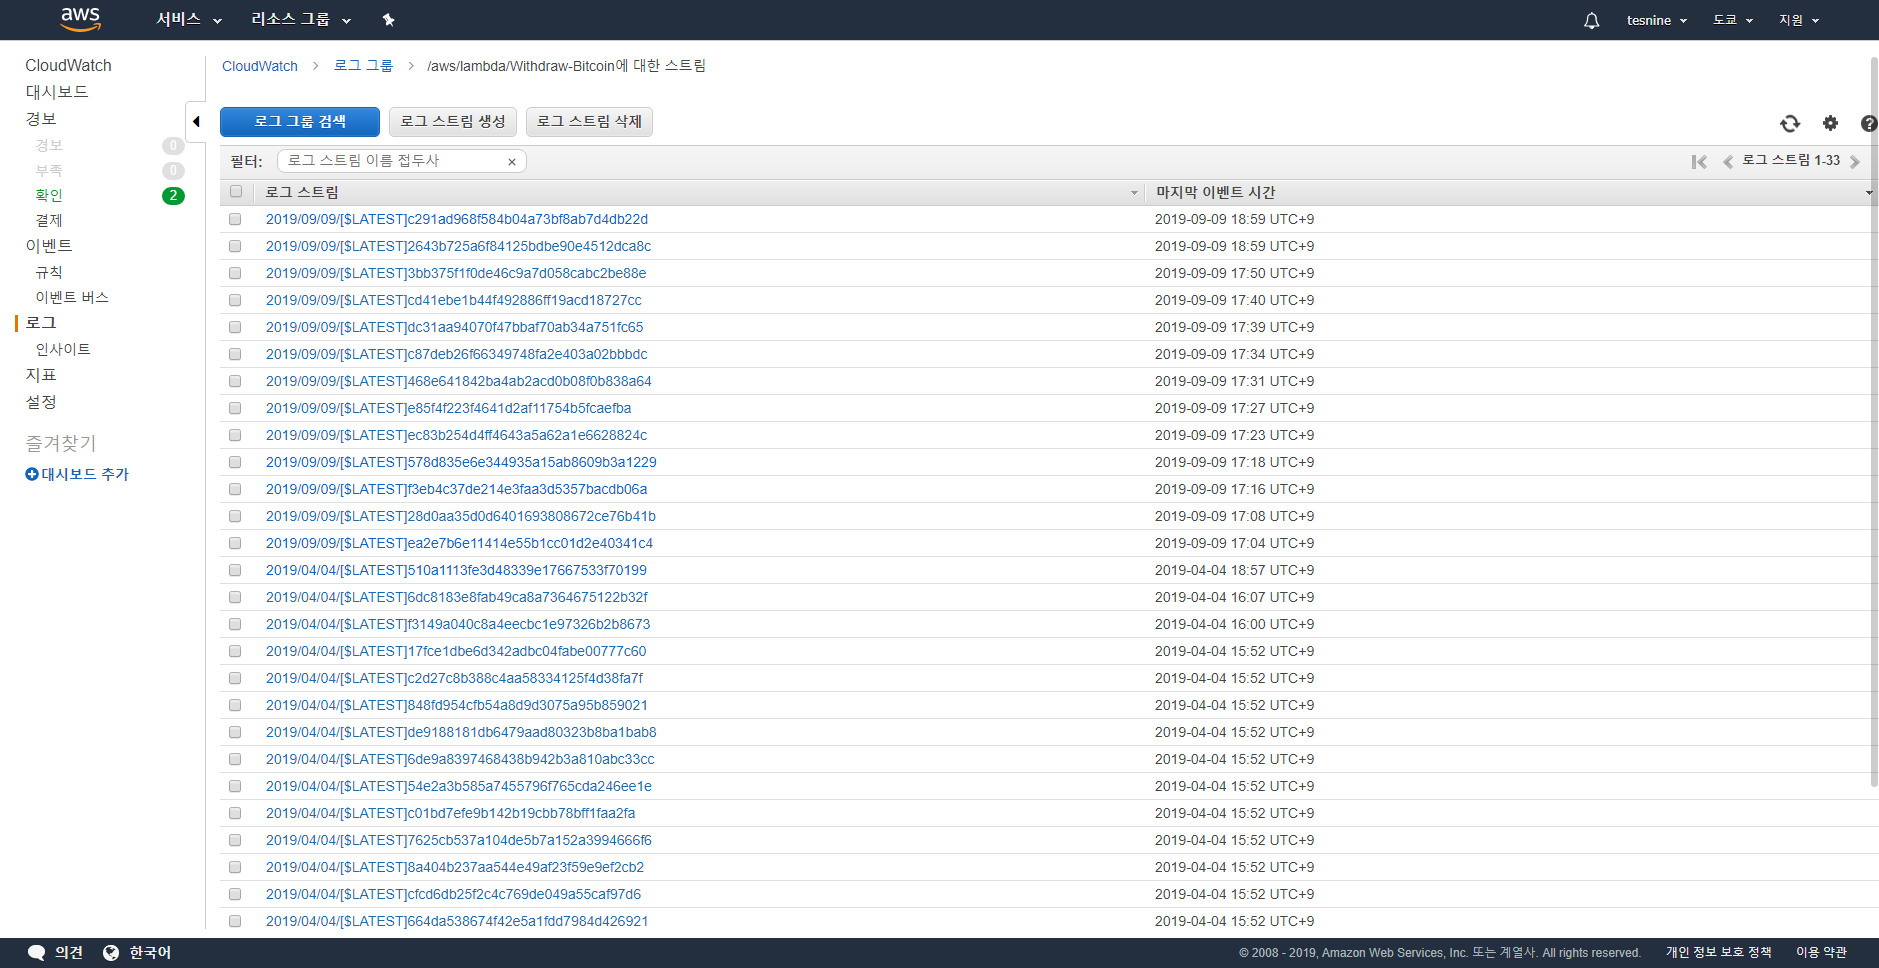 aws 서비스 리소스 그룹 tesnine 도쿄 지원
CloudWatch
대시보드
경보
경보 0
부족 0
확인 2
결제
이벤트
규칙
이벤트 버스
로그
인사이트
지표
설정
즐겨찾기
대시보드 추가
CloudWatch > 로그 그룹 > /aws/lambda/Withdraw-Bitcoin에 대한 스트림
로그 그룹 검색 로그 스트림 생성 로그 스트림 삭제
필터: 로그 스트림 이름 접두사 × 로그 스트림 1-33
로그 스트림 마지막 이벤트 시간
2019/09/09/[$LATEST]c291ad968f584b04a73bf8ab7d4db22d 2019-09-09 18:59 UTC+9
2019/09/09/[$LATEST]2643b725a6f84125bdbe90e4512dca8c 2019-09-09 18:59 UTC+9
2019/09/09/[$LATEST]3bb375f1f0de46c9a7d058cabc2be88e 2019-09-09 17:50 UTC+9
2019/09/09/[$LATEST]cd41ebe1b44f492886ff19acd18727cc 2019-09-09 17:40 UTC+9
2019/09/09/[$LATEST]dc31aa94070f47bbaf70ab34a751fc65 2019-09-09 17:39 UTC+9
2019/09/09/[$LATEST]c87deb26f66349748fa2e403a02bbbdc 2019-09-09 17:34 UTC+9
2019/09/09/[$LATEST]468e641842ba4ab2acd0b08f0b838a64 2019-09-09 17:31 UTC+9
2019/09/09/[$LATEST]e85f4f223f4641d2af11754b5fcaefba 2019-09-09 17:27 UTC+9
2019/09/09/[$LATEST]ec83b254d4ff4643a5a62a1e6628824c 2019-09-09 17:23 UTC+9
2019/09/09/[$LATEST]578d835e6e344935a15ab8609b3a1229 2019-09-09 17:18 UTC+9
2019/09/09/[$LATEST]f3eb4c37de214e3faa3d5357bacdb06a 2019-09-09 17:16 UTC+9
2019/09/09/[$LATEST]28d0aa35d0d6401693808672ce76b41b 2019-09-09 17:08 UTC+9
2019/09/09/[$LATEST]ea2e7b6e11414e55b1cc01d2e40341c4 2019-09-09 17:04 UTC+9
2019/04/04/[$LATEST]510a1113fe3d48339e17667533f70199 2019-04-04 18:57 UTC+9
2019/04/04/[$LATEST]6dc8183e8fab49ca8a7364675122b32f 2019-04-04 16:07 UTC+9
2019/04/04/[$LATEST]f3149a040c8a4eecbc1e97326b2b8673 2019-04-04 16:00 UTC+9
2019/04/04/[$LATEST]17fce1dbe6d342adbc04fabe00777c60 2019-04-04 15:52 UTC+9
2019/04/04/[$LATEST]c2d27c8b388c4aa58334125f4d38fa7f 2019-04-04 15:52 UTC+9
2019/04/04/[$LATEST]848fd954cfb54a8d9d3075a95b859021 2019-04-04 15:52 UTC+9
2019/04/04/[$LATEST]de9188181db6479aad80323b8ba1bab8 2019-04-04 15:52 UTC+9
2019/04/04/[$LATEST]6de9a8397468438b942b3a810abc33cc 2019-04-04 15:52 UTC+9
2019/04/04/[$LATEST]54e2a3b585a7455796f765cda246ee1e 2019-04-04 15:52 UTC+9
2019/04/04/[$LATEST]c01bd7efe9b142b19cbb78bff1faa2fa 2019-04-04 15:52 UTC+9
2019/04/04/[$LATEST]7625cb537a104de5b7a152a3994666f6 2019-04-04 15:52 UTC+9
2019/04/04/[$LATEST]8a404b237aa544e49af23f59e9ef2cb2 2019-04-04 15:52 UTC+9
2019/04/04/[$LATEST]cfcd6db25f2c4c769de049a55caf97d6 2019-04-04 15:52 UTC+9
2019/04/04/[$LATEST]664da538674f42e5a1fdd7984d426921 2019-04-04 15:52 UTC+9
의견 한국어 © 2008 - 2019, Amazon Web Services, Inc. 또는 계열사. All rights reserved. 개인 정보 보호 정책 이용 약관